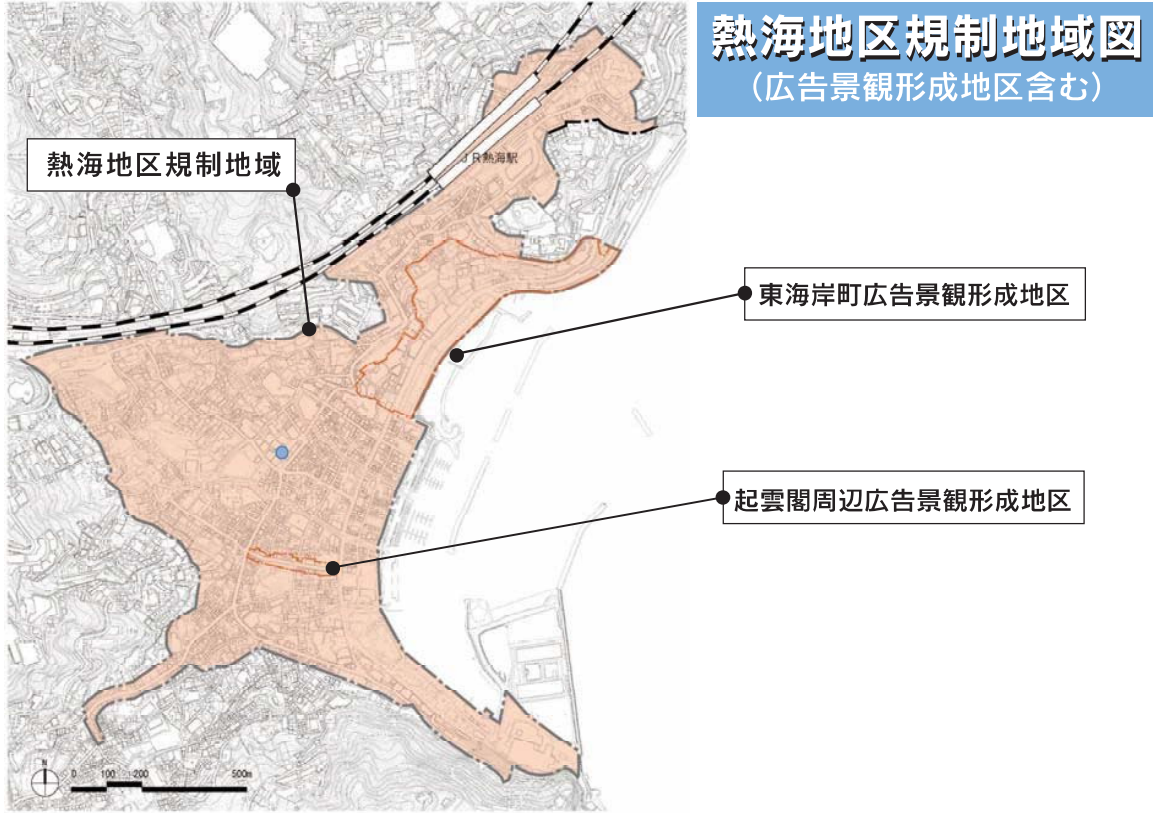 熱海地区規制地域図
（広告景観形成地区含む）
熱海地区規制地域
JR熱海駅
東海岸町広告景観形成地区
起雲閣周辺広告景観形成地区
N
0 100 200 500m